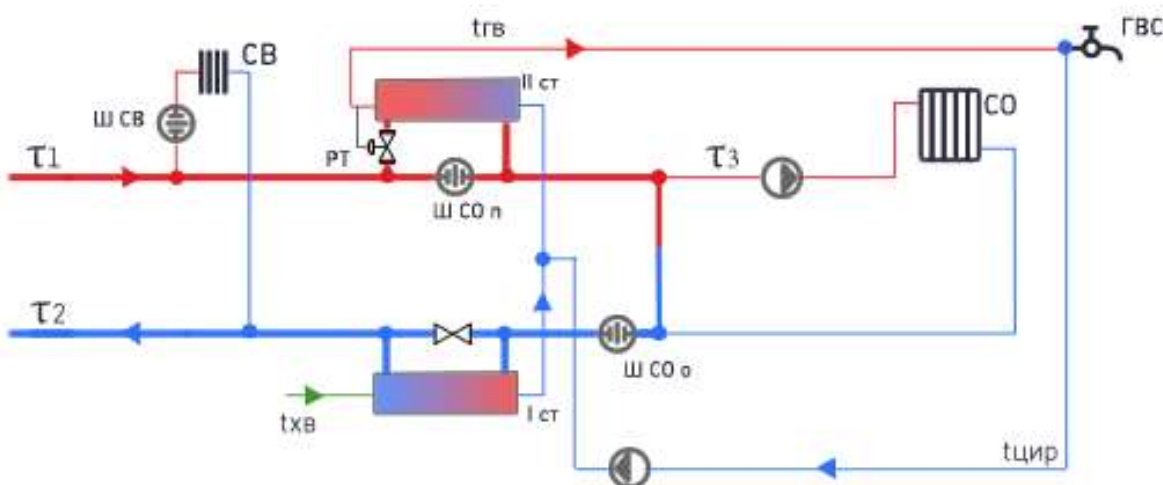 tгв
ГВС
СВ
II ст
СО
Ш СВ
τ1
РТ
τ3
Ш СО п
τ2
Ш СО о
I ст
tхв
tцир